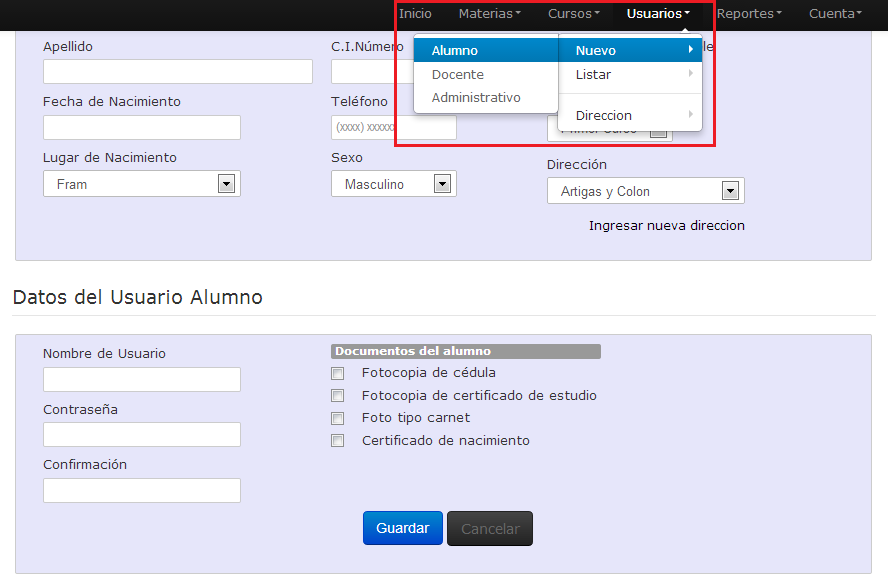 Inicio Materias Cursos Usuarios Reportes Cuenta
Apellido C.I.Número
Alumno Nuevo
Docente Listar
Administrativo
Direccion
Fecha de Nacimiento Teléfono
(xxxx) xxxxxx
Lugar de Nacimiento Sexo Dirección
Fram Masculino Artigas y Colon
Ingresar nueva direccion
Datos del Usuario Alumno
Nombre de Usuario
Documentos del alumno
Fotocopia de cédula
Fotocopia de certificado de estudio
Contraseña
Foto tipo carnet
Certificado de nacimiento
Confirmación
Guardar Cancelar